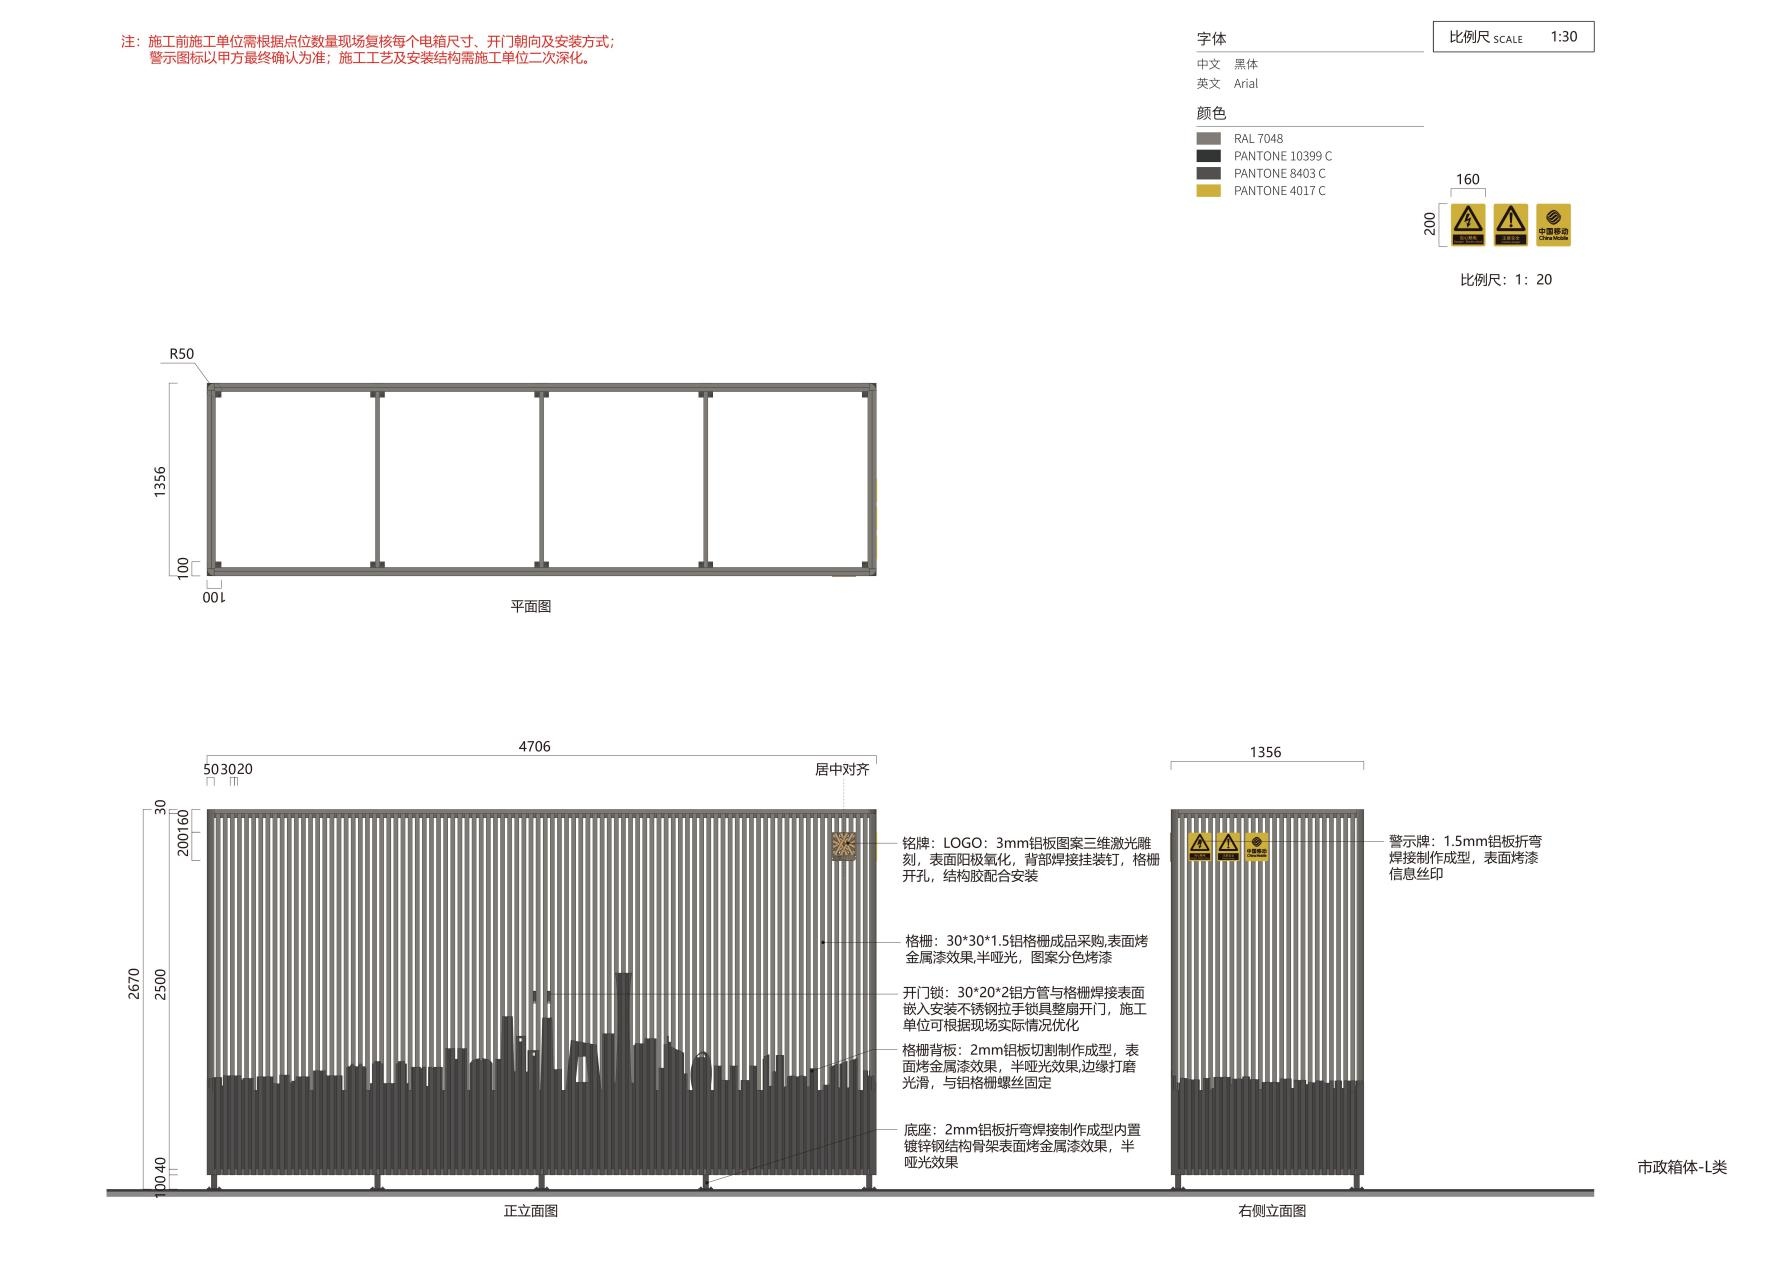 注：施工前施工单位需根据点位数量现场复核每个电箱尺寸、开门朝向及安装方式；
警示图标以甲方最终确认为准；施工工艺及安装结构需施工单位二次深化。
字体
中文 黑体
英文 Arial
颜色
RAL 7048
PANTONE 10399 C
PANTONE 8403 C
PANTONE 4017 C
比例尺 SCALE 1:30
160
200
中国移动
China Mobile
比例尺：1：20
R50
1356
100
100
平面图
4706
50 30 20
居中对齐
30
160
200
2670
2500
40
100
铭牌：LOGO：3mm铝板图案三维激光雕
刻，表面阳极氧化，背部焊接挂装钉，格栅
开孔，结构胶配合安装
格栅：30*30*1.5铝格栅成品采购,表面烤
金属漆效果,半哑光，图案分色烤漆
开门锁：30*20*2铝方管与格栅焊接表面
嵌入安装不锈钢拉手锁具整扇开门，施工
单位可根据现场实际情况优化
格栅背板：2mm铝板切割制作成型，表
面烤金属漆效果，半哑光效果,边缘打磨
光滑，与铝格栅螺丝固定
底座：2mm铝板折弯焊接制作成型内置
镀锌钢结构骨架表面烤金属漆效果，半
哑光效果
正立面图
1356
中国移动
China Mobile
警示牌：1.5mm铝板折弯
焊接制作成型，表面烤漆
信息丝印
右侧立面图
市政箱体-L类